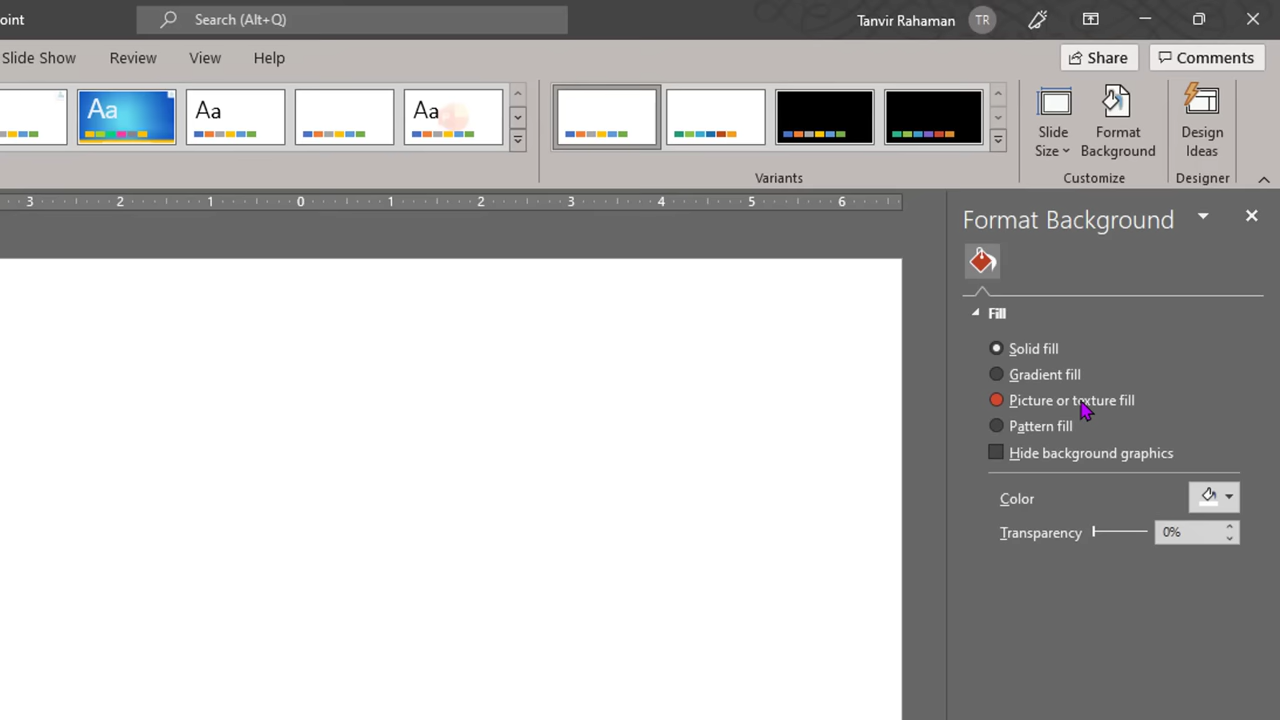 oint
Search (Alt+Q)
Tanvir Rahaman
TR
Slide Show
Review
View
Help
Share
Comments
Aa
Aa
Aa
Slide Size
Format Background
Design Ideas
Variants
Customize
Designer
3 2 1 0 1 2 3 4 5 6
Format Background
Fill
Solid fill
Gradient fill
Picture or texture fill
Pattern fill
Hide background graphics
Color
Transparency
0%